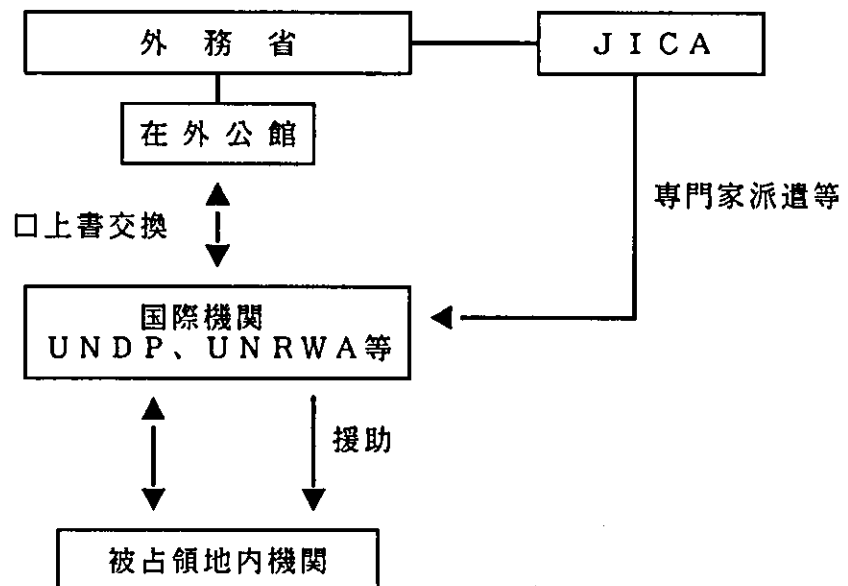 外務省
JICA
在外公館
専門家派遣等
口上書交換
国際機関
UNDP、UNRWA等
援助
被占領地内機関